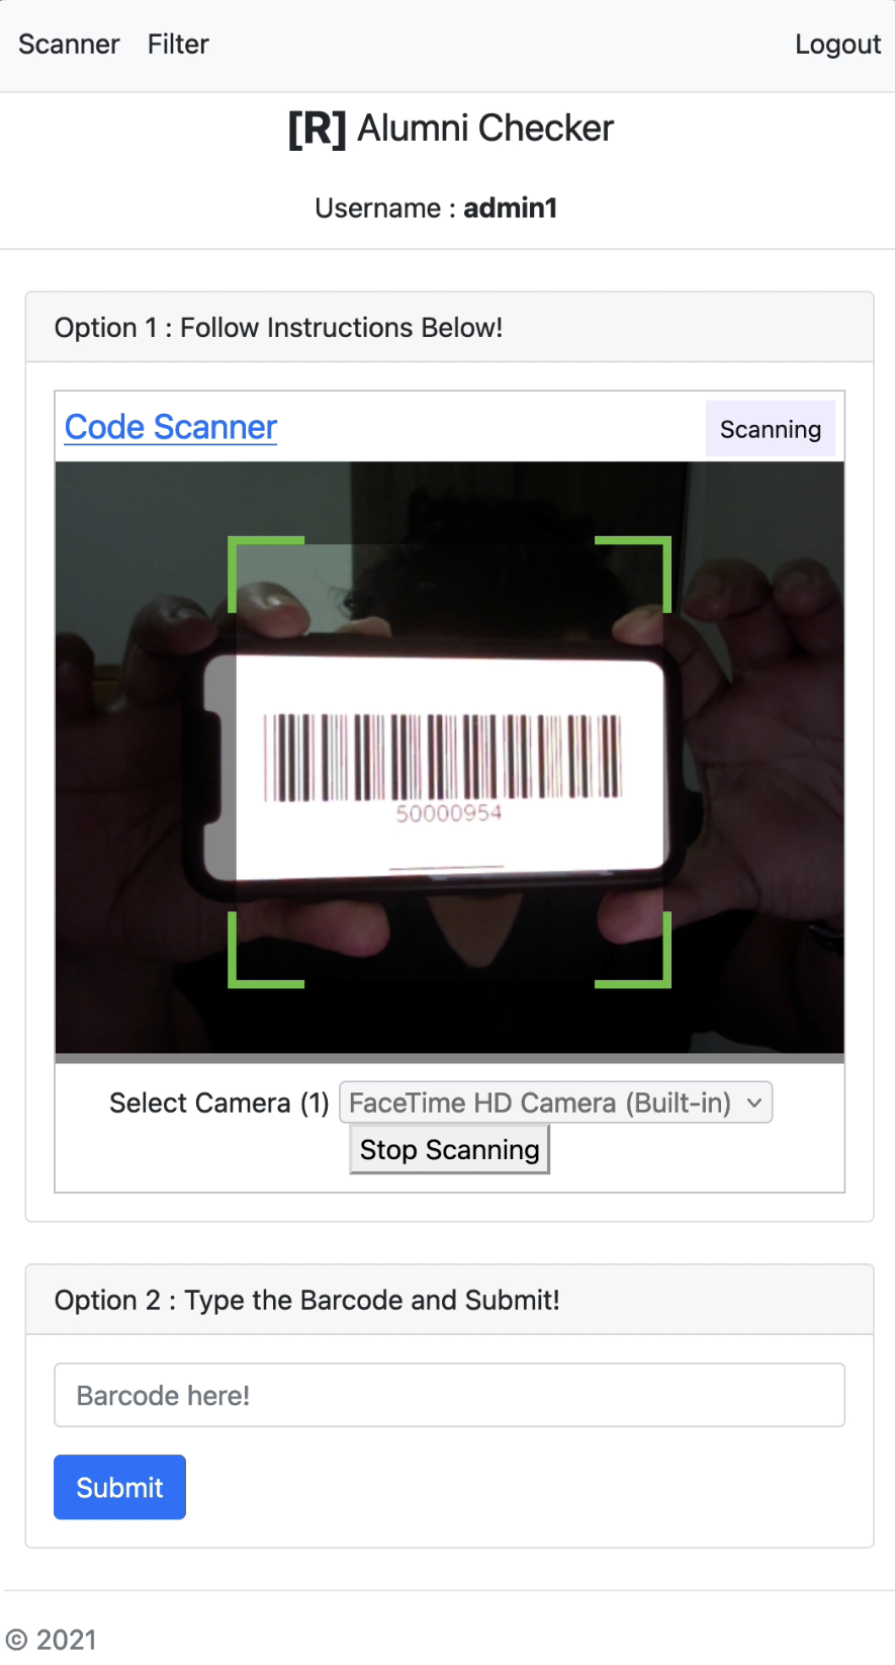 Scanner Filter Logout
[R] Alumni Checker
Username : admin1
Option 1 : Follow Instructions Below!
Code Scanner Scanning
50000954
Select Camera (1) FaceTime HD Camera (Built-in)
Stop Scanning
Option 2 : Type the Barcode and Submit!
Barcode here!
Submit
© 2021